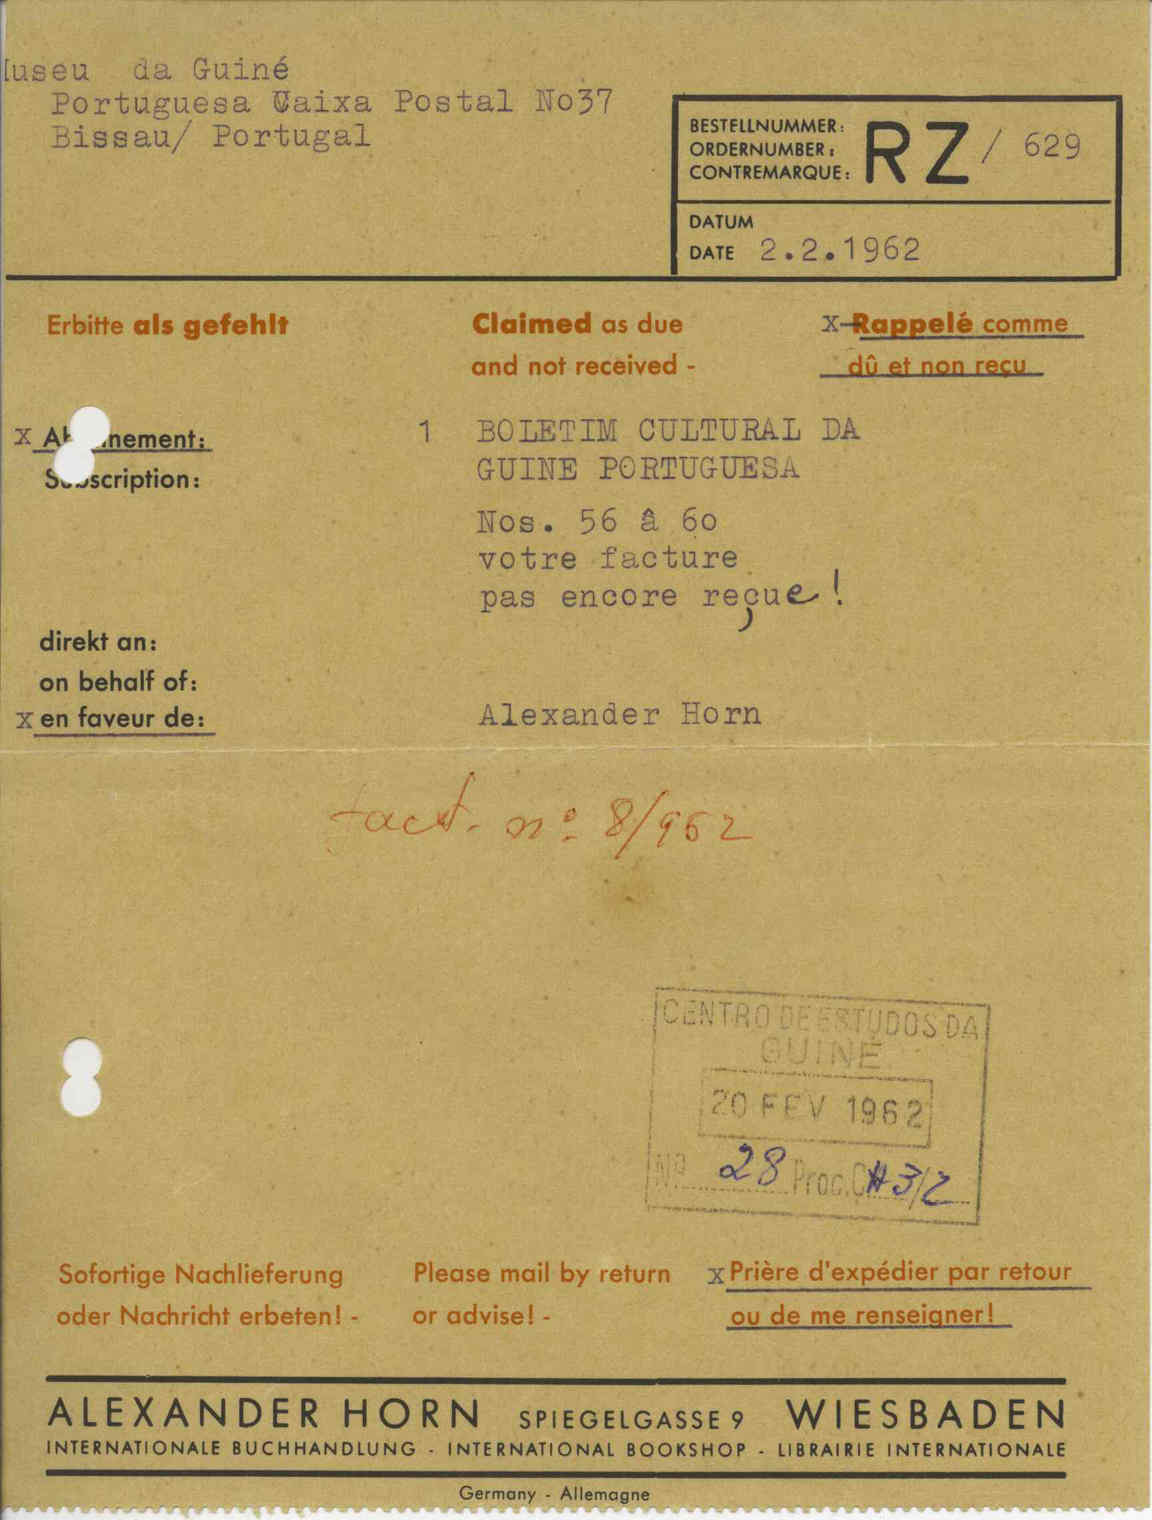 Museu da Guiné
Portuguesa Caixa Postal No37
Bissau/ Portugal
BESTELLNUMMER:
ORDERNUMBER:
CONTREMARQUE:
RZ / 629
DATUM
DATE 2.2.1962
Erbitte als gefehlt
Claimed as due
and not received -
x Rappelé comme
dû et non reçu
x Abonnement:
Subscription:
1 BOLETIM CULTURAL DA
GUINE PORTUGUESA
Nos. 56 â 60
votre facture
pas encore reçue!
direkt an:
on behalf of:
x en faveur de:
Alexander Horn
fact. nº 8/962
CENTRO DE ESTUDOS DA
GUINÉ
20 FEV 1962
Nº 28 Proc. 3/2
Sofortige Nachlieferung
oder Nachricht erbeten! -
Please mail by return
or advise! -
x Prière d'expédier par retour
ou de me renseigner!
ALEXANDER HORN SPIEGELGASSE 9 WIESBADEN
INTERNATIONALE BUCHHANDLUNG - INTERNATIONAL BOOKSHOP - LIBRAIRIE INTERNATIONALE
Germany - Allemagne